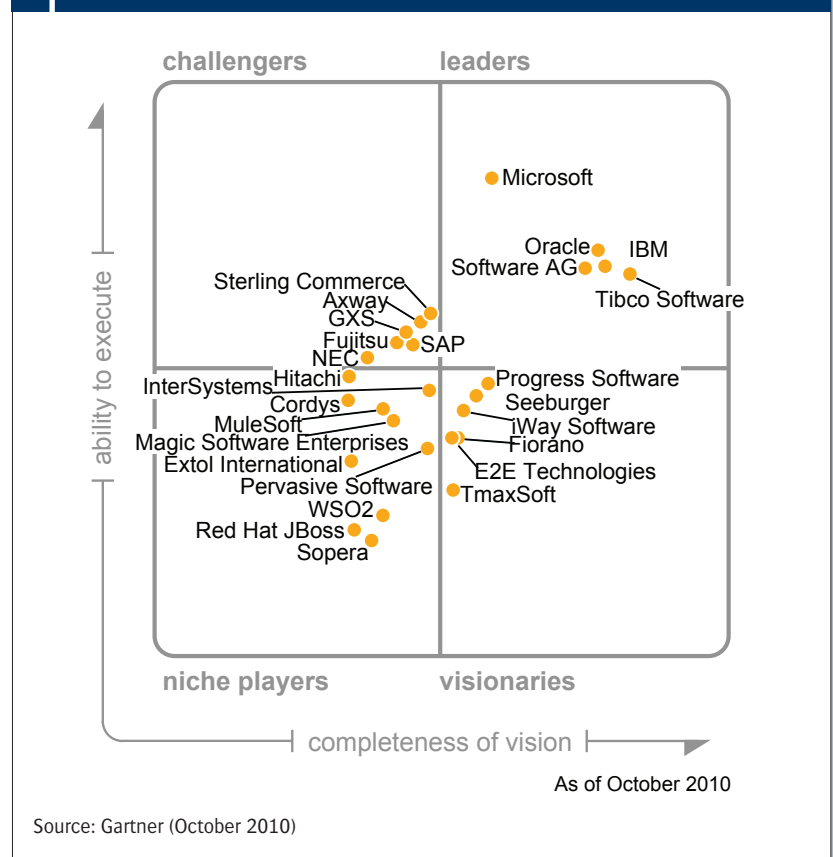 challengers
leaders
Microsoft
Oracle
IBM
Software AG
Tibco Software
Sterling Commerce
Axway
GXS
Fujitsu
SAP
NEC
Hitachi
InterSystems
Cordys
MuleSoft
Magic Software Enterprises
Extol International
Pervasive Software
WSO2
Red Hat JBoss
Sopera
Progress Software
Seeburger
iWay Software
Fiorano
E2E Technologies
TmaxSoft
ability to execute
niche players
visionaries
completeness of vision
As of October 2010
Source: Gartner (October 2010)